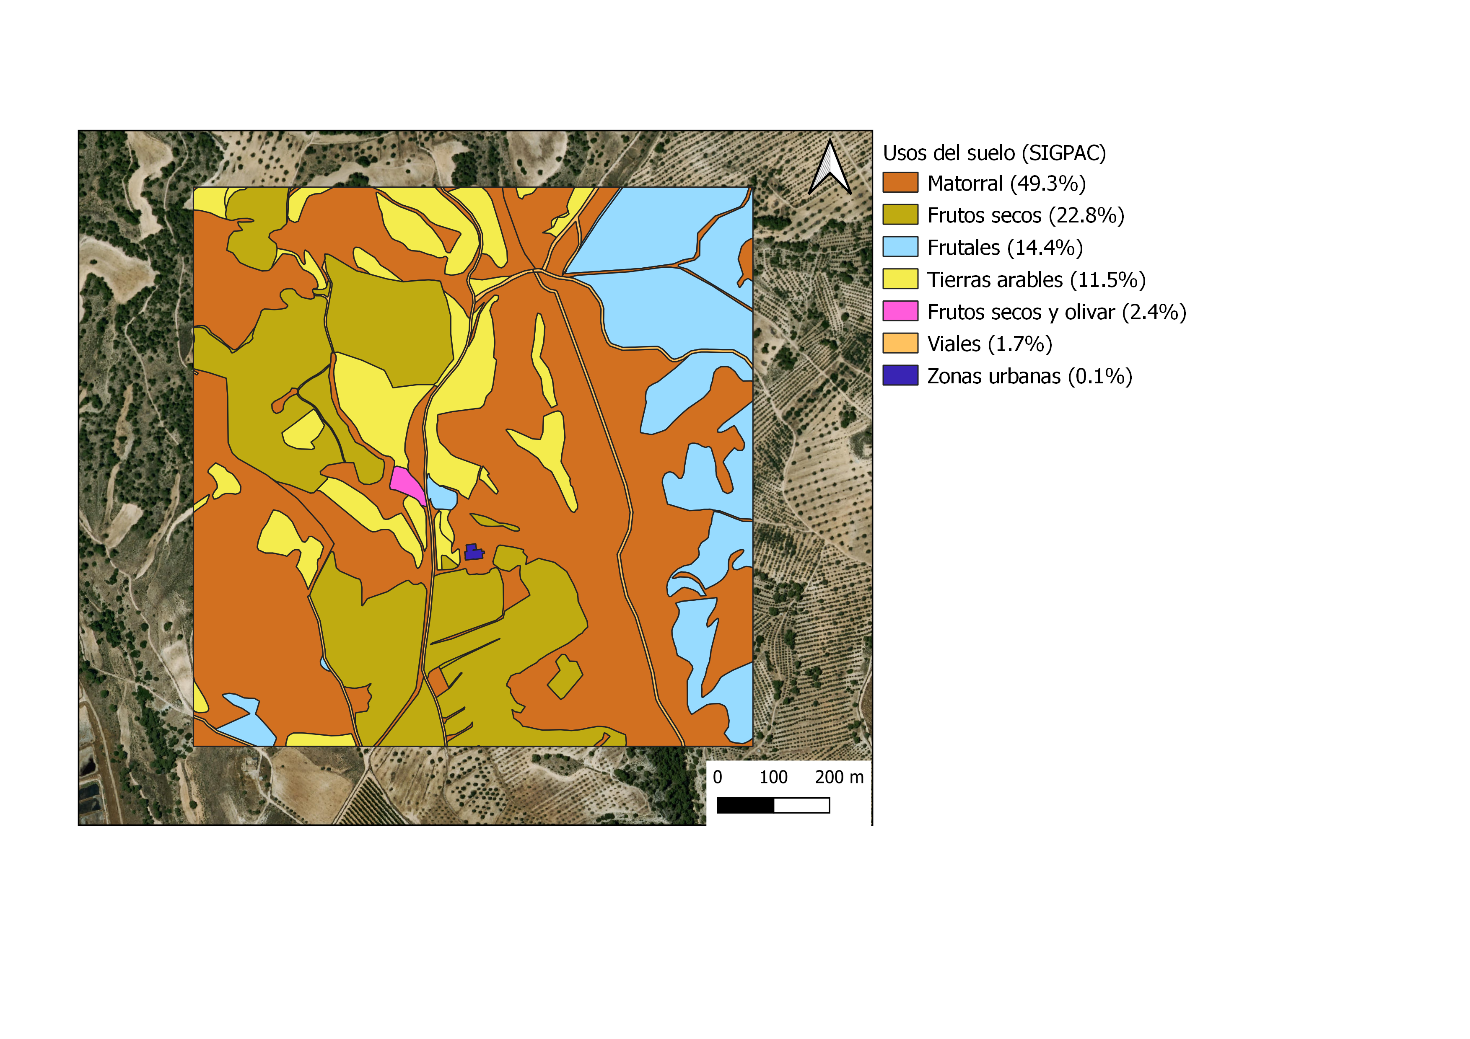 Usos del suelo (SIGPAC)
Matorral (49.3%)
Frutos secos (22.8%)
Frutales (14.4%)
Tierras arables (11.5%)
Frutos secos y olivar (2.4%)
Viales (1.7%)
Zonas urbanas (0.1%)
0 100 200 m